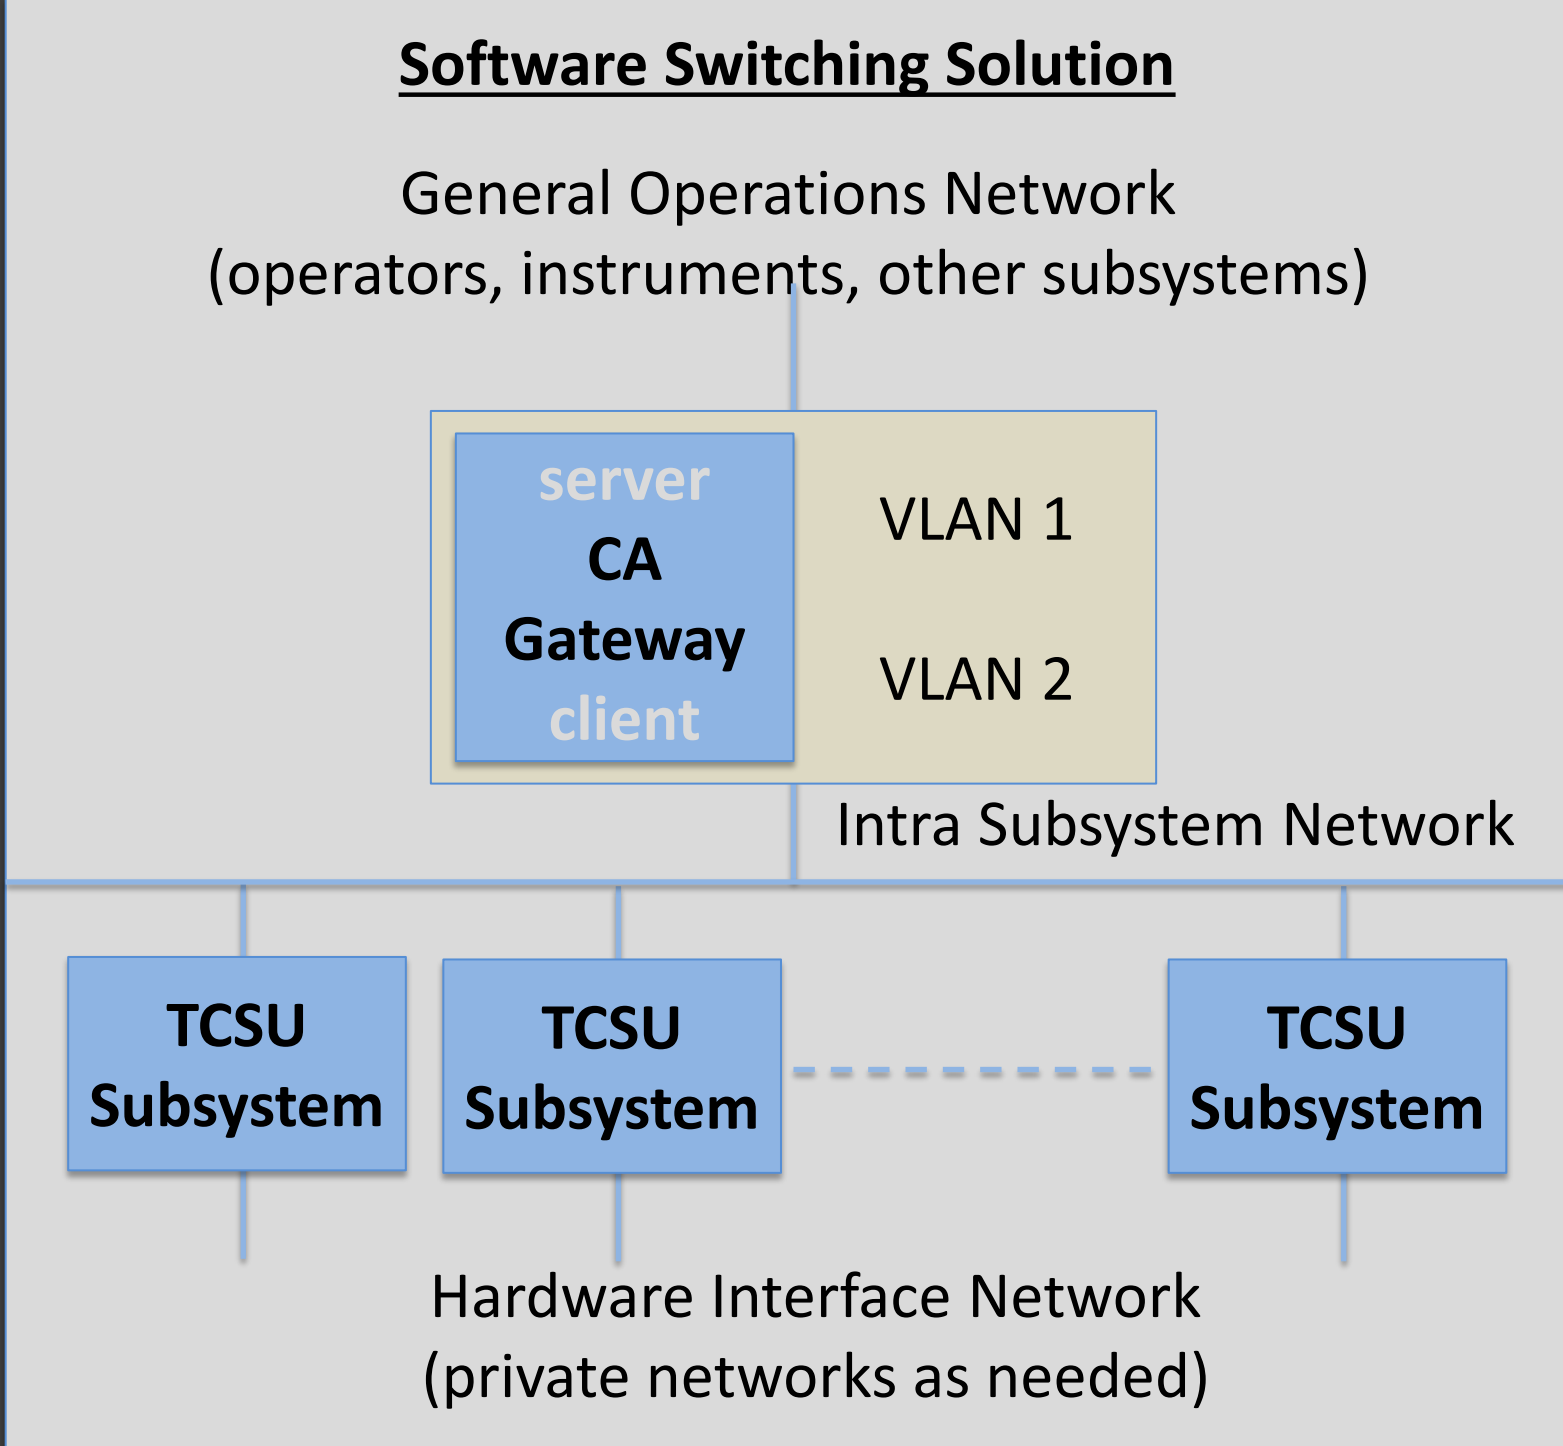 Software Switching Solution
General Operations Network
(operators, instruments, other subsystems)
server
CA
Gateway
client
VLAN 1
VLAN 2
Intra Subsystem Network
TCSU
Subsystem
TCSU
Subsystem
TCSU
Subsystem
Hardware Interface Network
(private networks as needed)